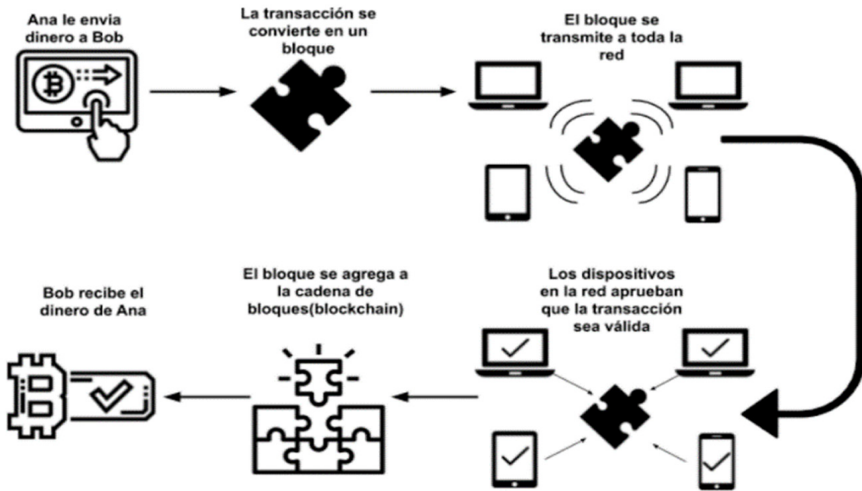 Ana le envia
dinero a Bob
La transacción se
convierte en un
bloque
El bloque se
transmite a toda la
red
Los dispositivos
en la red aprueban
que la transacción
sea válida
El bloque se agrega a
la cadena de
bloques(blockchain)
Bob recibe el
dinero de Ana